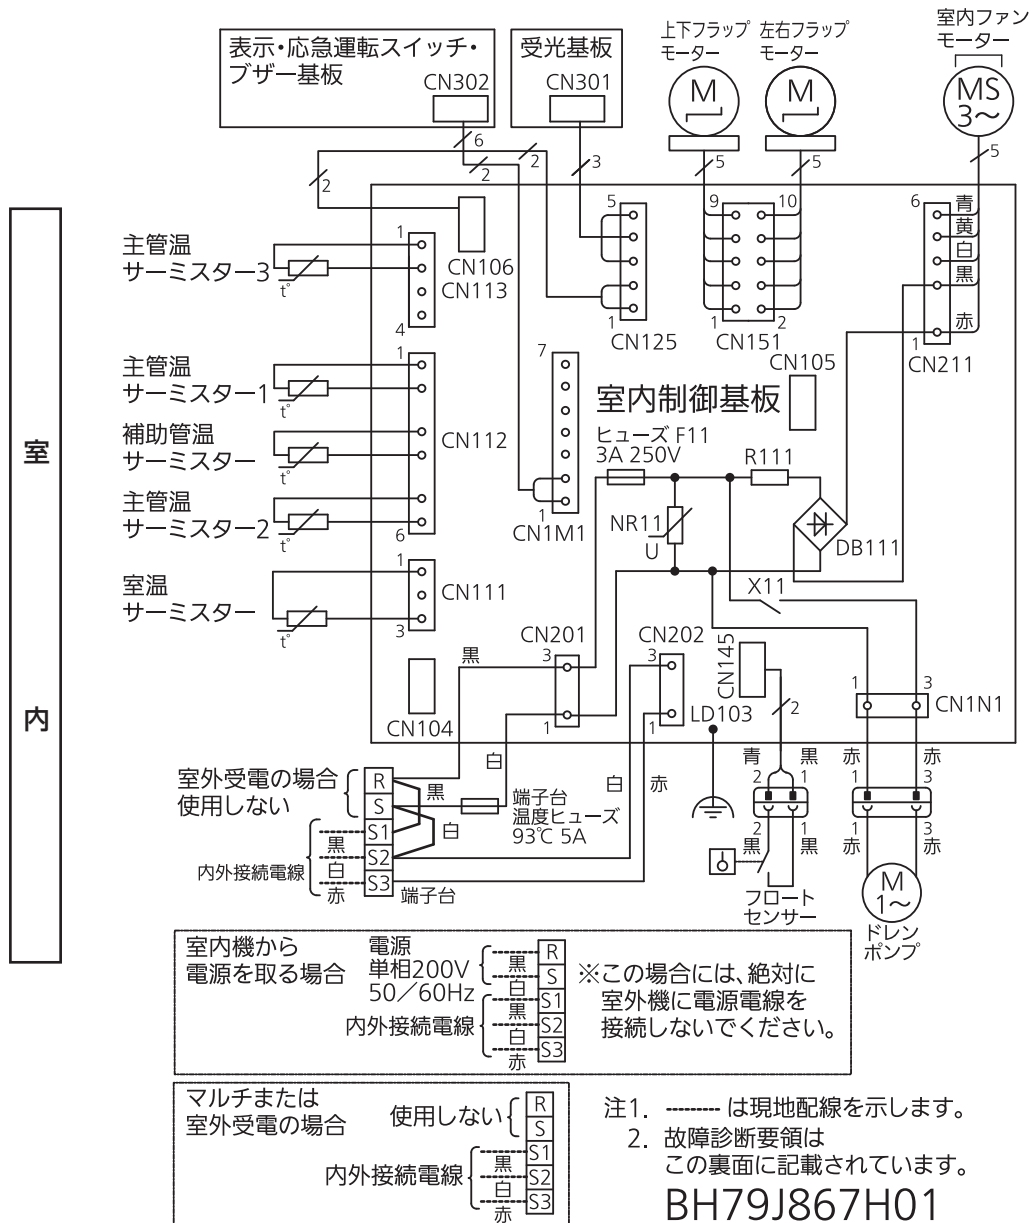 表示・応急運転スイッチ・
ブザー基板
CN302
受光基板
CN301
上下フラップ
モーター
M
左右フラップ
モーター
M
室内ファン
モーター
MS
3～
6
2
2
2
3
5
5
5
室
内
主管温
サーミスター3
t°
1
4
CN106
CN113
5
1
CN125
9
10
1
2
CN151
6
1
青
黄
白
黒
赤
CN211
主管温
サーミスター1
t°
補助管温
サーミスター
t°
主管温
サーミスター2
t°
1
6
CN112
7
1
CN1M1
CN105
室内制御基板
ヒューズ F11
3A 250V
R111
NR11
U
DB111
X11
室温
サーミスター
t°
1
3
CN111
CN104
黒
CN201
3
1
CN202
3
1
CN145
2
LD103
1
3
CN1N1
白
室外受電の場合
使用しない
R
S
S1
S2
S3
黒
白
端子台
温度ヒューズ
93℃ 5A
白
赤
内外接続電線
黒
白
赤
端子台
青
黒
2
1
2
1
黒
黒
フロート
センサー
赤
赤
1
3
1
3
赤
赤
M
1～
ドレン
ポンプ
室内機から
電源を取る場合
電源
単相200V
50／60Hz
内外接続電線
黒
白
黒
白
赤
R
S
S1
S2
S3
※この場合には、絶対に
室外機に電源電線を
接続しないでください。
マルチまたは
室外受電の場合
使用しない
内外接続電線
黒
白
赤
R
S
S1
S2
S3
注1. ------- は現地配線を示します。
2. 故障診断要領は
この裏面に記載されています。
BH79J867H01